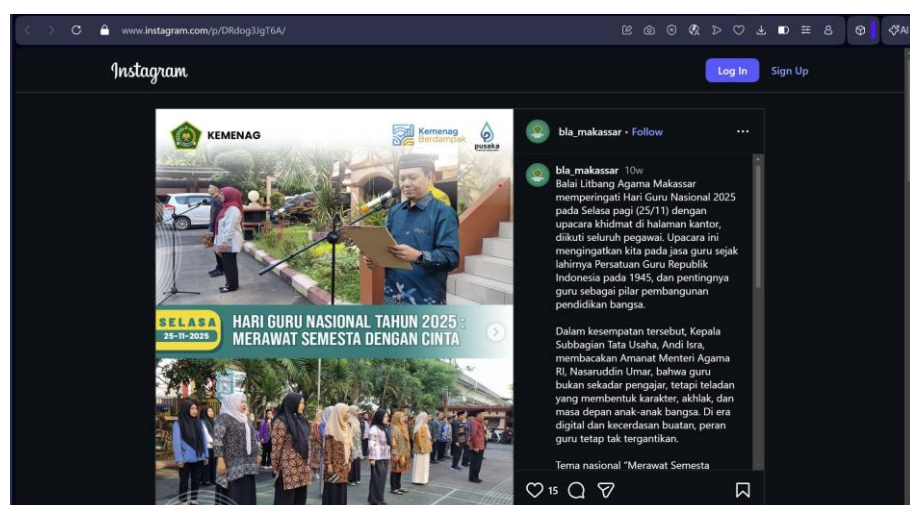 www.instagram.com/p/DRdog3JgT6A/
AI
Instagram
Log In
Sign Up
KEMENAG
Kemenag
Berdampak
pusaka
SELASA
25-11-2025
HARI GURU NASIONAL TAHUN 2025 :
MERAWAT SEMESTA DENGAN CINTA
bla_makassar • Follow
bla_makassar 10w
Balai Litbang Agama Makassar
memperingati Hari Guru Nasional 2025
pada Selasa pagi (25/11) dengan
upacara khidmat di halaman kantor,
diikuti seluruh pegawai. Upacara ini
mengingatkan kita pada jasa guru sejak
lahirnya Persatuan Guru Republik
Indonesia pada 1945, dan pentingnya
guru sebagai pilar pembangunan
pendidikan bangsa.
Dalam kesempatan tersebut, Kepala
Subbagian Tata Usaha, Andi Isra,
membacakan Amanat Menteri Agama
RI, Nasaruddin Umar, bahwa guru
bukan sekadar pengajar, tetapi teladan
yang membentuk karakter, akhlak, dan
masa depan anak-anak bangsa. Di era
digital dan kecerdasan buatan, peran
guru tetap tak tergantikan.
Tema nasional "Merawat Semesta
15